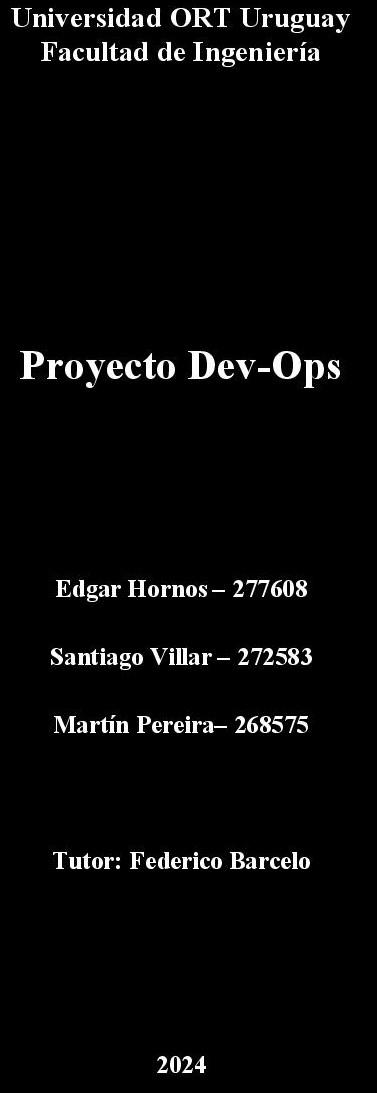 Universidad ORT Uruguay
Facultad de Ingeniería
Proyecto Dev-Ops
Edgar Hornos – 277608
Santiago Villar – 272583
Martín Pereira– 268575
Tutor: Federico Barcelo
2024